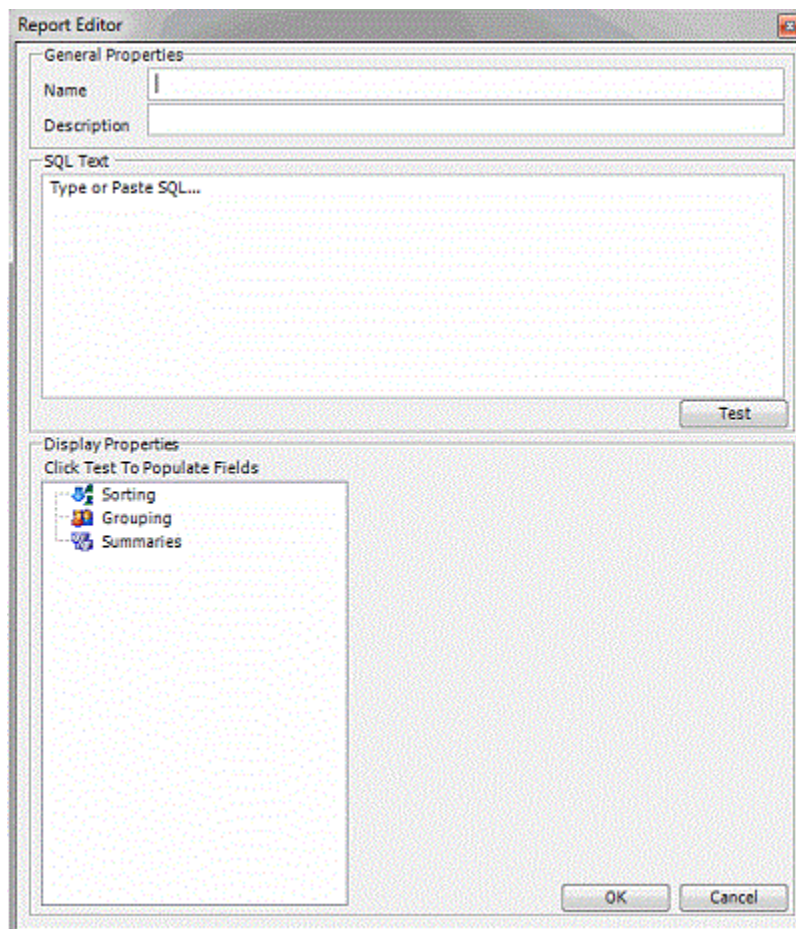 Report Editor
General Properties
Name
Description
SQL Text
Type or Paste SQL...
Test
Display Properties
Click Test To Populate Fields
Sorting
Grouping
Summaries
OK Cancel